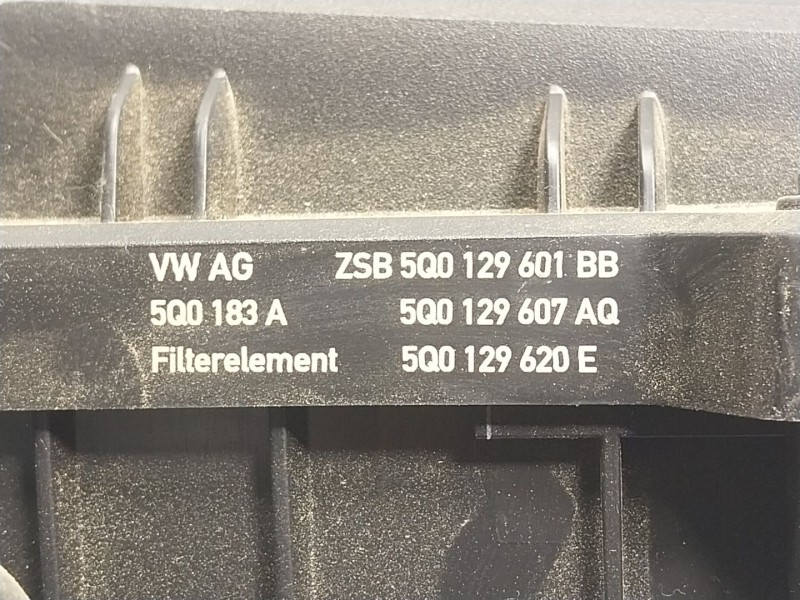 VW AG ZSB 5Q0 129 601 BB
5Q0 183 A 5Q0 129 607 AQ
Filterelement 5Q0 129 620 E